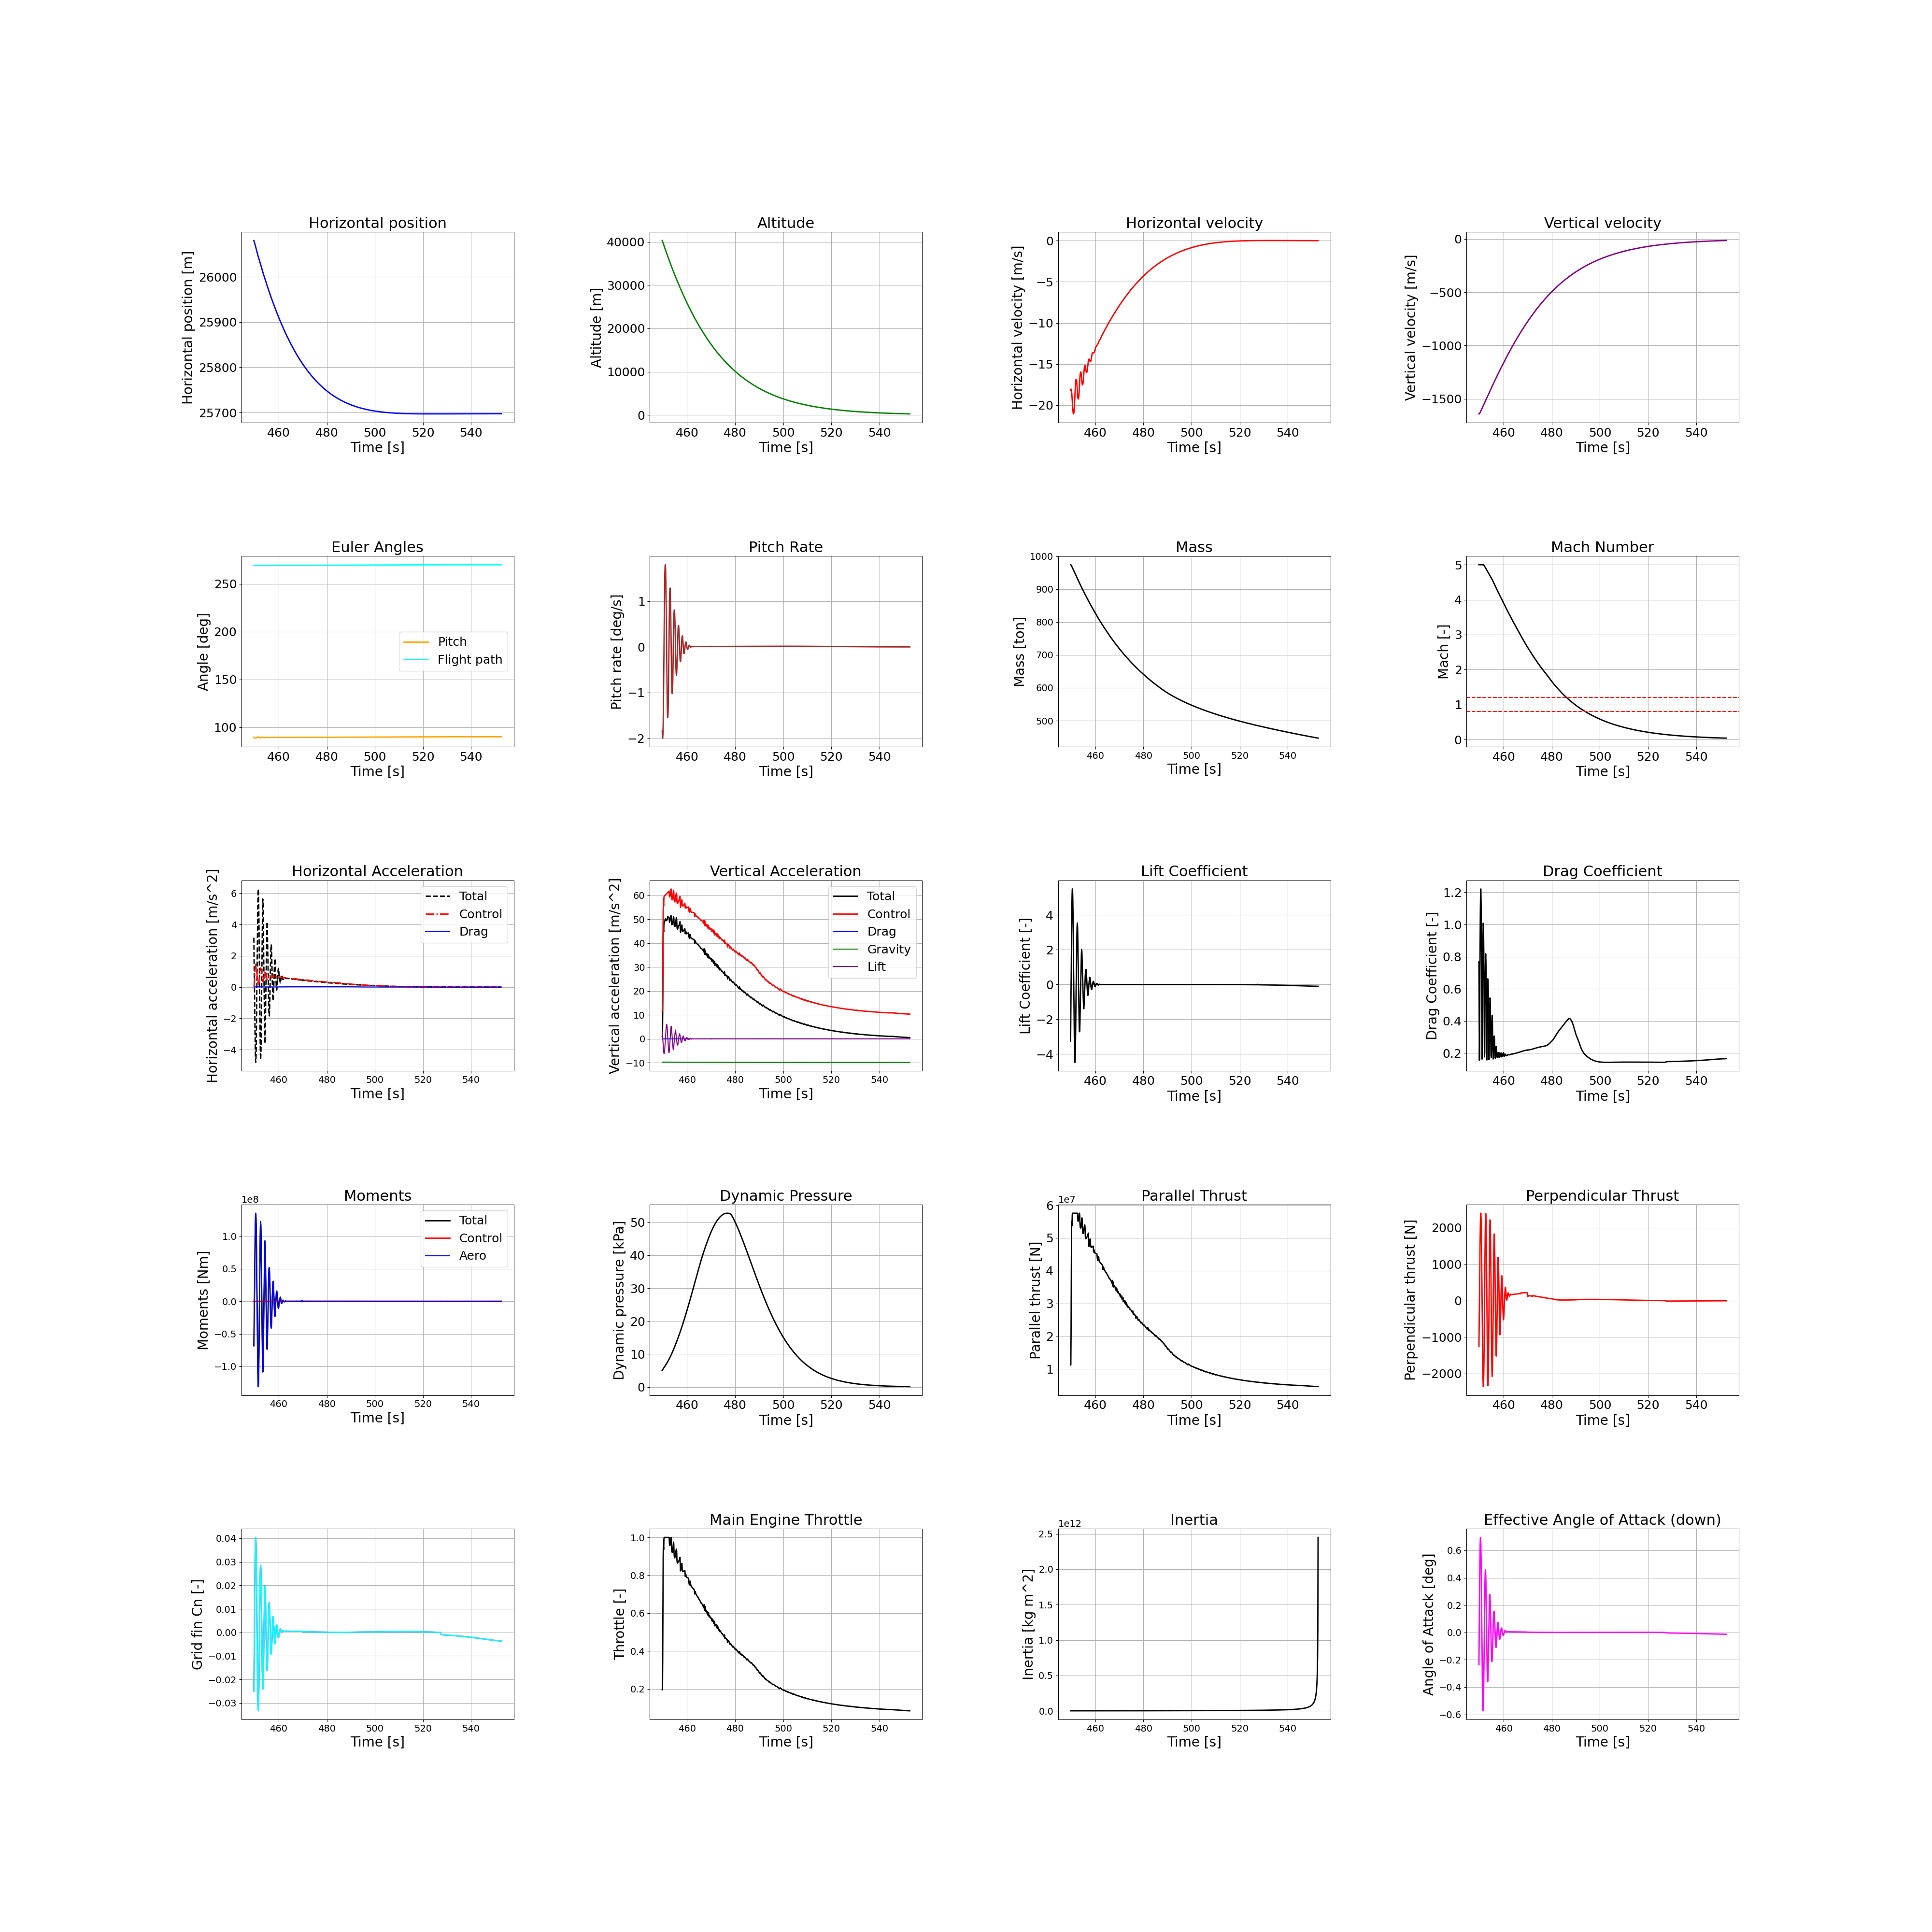 Horizontal position
Horizontal position [m]
26000
25900
25800
25700
460 480 500 520 540
Time [s]
Altitude
Altitude [m]
40000
30000
20000
10000
0
460 480 500 520 540
Time [s]
Horizontal velocity
Horizontal velocity [m/s]
0
−5
−10
−15
−20
460 480 500 520 540
Time [s]
Vertical velocity
Vertical velocity [m/s]
0
−500
−1000
−1500
460 480 500 520 540
Time [s]
Euler Angles
Angle [deg]
250
200
150
100
Pitch
Flight path
460 480 500 520 540
Time [s]
Pitch Rate
Pitch rate [deg/s]
1
0
−1
−2
460 480 500 520 540
Time [s]
Mass
Mass [ton]
1000
900
800
700
600
500
460 480 500 520 540
Time [s]
Mach Number
Mach [-]
5
4
3
2
1
0
460 480 500 520 540
Time [s]
Horizontal Acceleration
Horizontal acceleration [m/s^2]
6
4
2
0
−2
−4
Total
Control
Drag
460 480 500 520 540
Time [s]
Vertical Acceleration
Vertical acceleration [m/s^2]
60
50
40
30
20
10
0
−10
Total
Control
Drag
Gravity
Lift
460 480 500 520 540
Time [s]
Lift Coefficient
Lift Coefficient [-]
4
2
0
−2
−4
460 480 500 520 540
Time [s]
Drag Coefficient
Drag Coefficient [-]
1.2
1.0
0.8
0.6
0.4
0.2
460 480 500 520 540
Time [s]
Moments
1e8
Moments [Nm]
1.0
0.5
0.0
−0.5
−1.0
Total
Control
Aero
460 480 500 520 540
Time [s]
Dynamic Pressure
Dynamic pressure [kPa]
50
40
30
20
10
0
460 480 500 520 540
Time [s]
Parallel Thrust
1e7
Parallel thrust [N]
6
5
4
3
2
1
460 480 500 520 540
Time [s]
Perpendicular Thrust
Perpendicular thrust [N]
2000
1000
0
−1000
−2000
460 480 500 520 540
Time [s]
Grid fin Cn [-]
0.04
0.03
0.02
0.01
0.00
−0.01
−0.02
−0.03
460 480 500 520 540
Time [s]
Main Engine Throttle
Throttle [-]
1.0
0.8
0.6
0.4
0.2
460 480 500 520 540
Time [s]
Inertia
1e12
Inertia [kg m^2]
2.5
2.0
1.5
1.0
0.5
0.0
460 480 500 520 540
Time [s]
Effective Angle of Attack (down)
Angle of Attack [deg]
0.6
0.4
0.2
0.0
−0.2
−0.4
−0.6
460 480 500 520 540
Time [s]